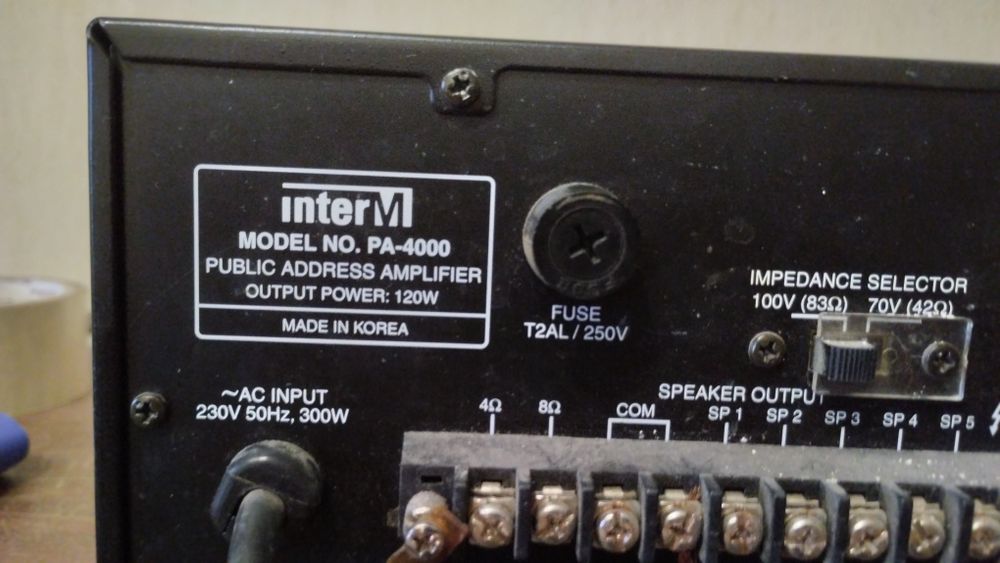 interM
MODEL NO. PA-4000
PUBLIC ADDRESS AMPLIFIER
OUTPUT POWER: 120W
MADE IN KOREA
FUSE
T2AL / 250V
IMPEDANCE SELECTOR
100V (83Ω) 70V (42Ω)
~AC INPUT
230V 50Hz, 300W
SPEAKER OUTPUT
4Ω 8Ω COM SP 1 SP 2 SP 3 SP 4 SP 5